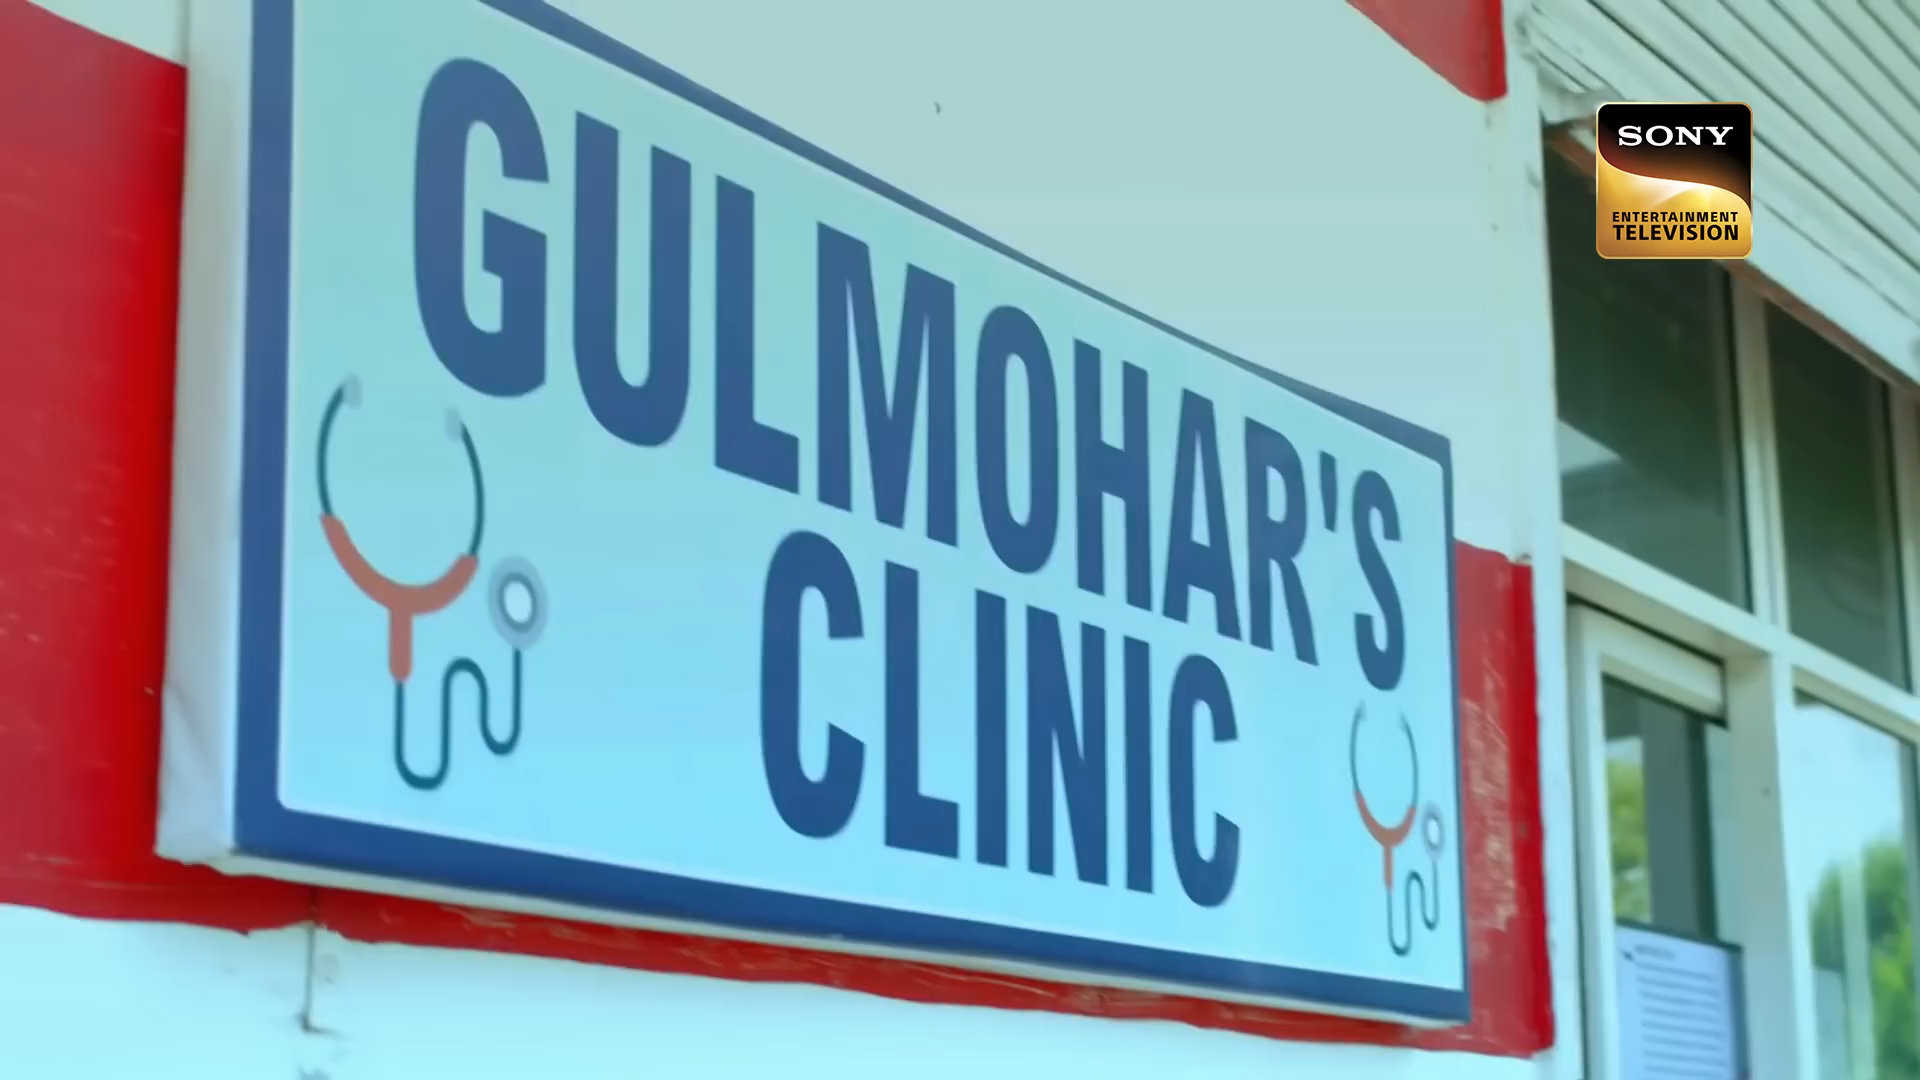 GULMOHAR'S
CLINIC
SONY
ENTERTAINMENT
TELEVISION